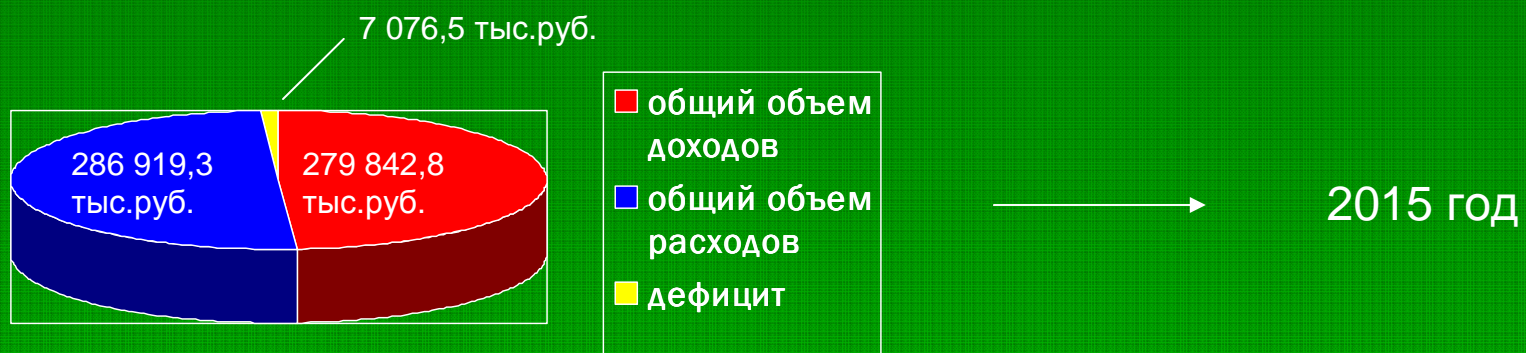 7 076,5 тыс.руб.
286 919,3
тыс.руб.
279 842,8
тыс.руб.
общий объем
доходов
общий объем
расходов
дефицит
2015 год